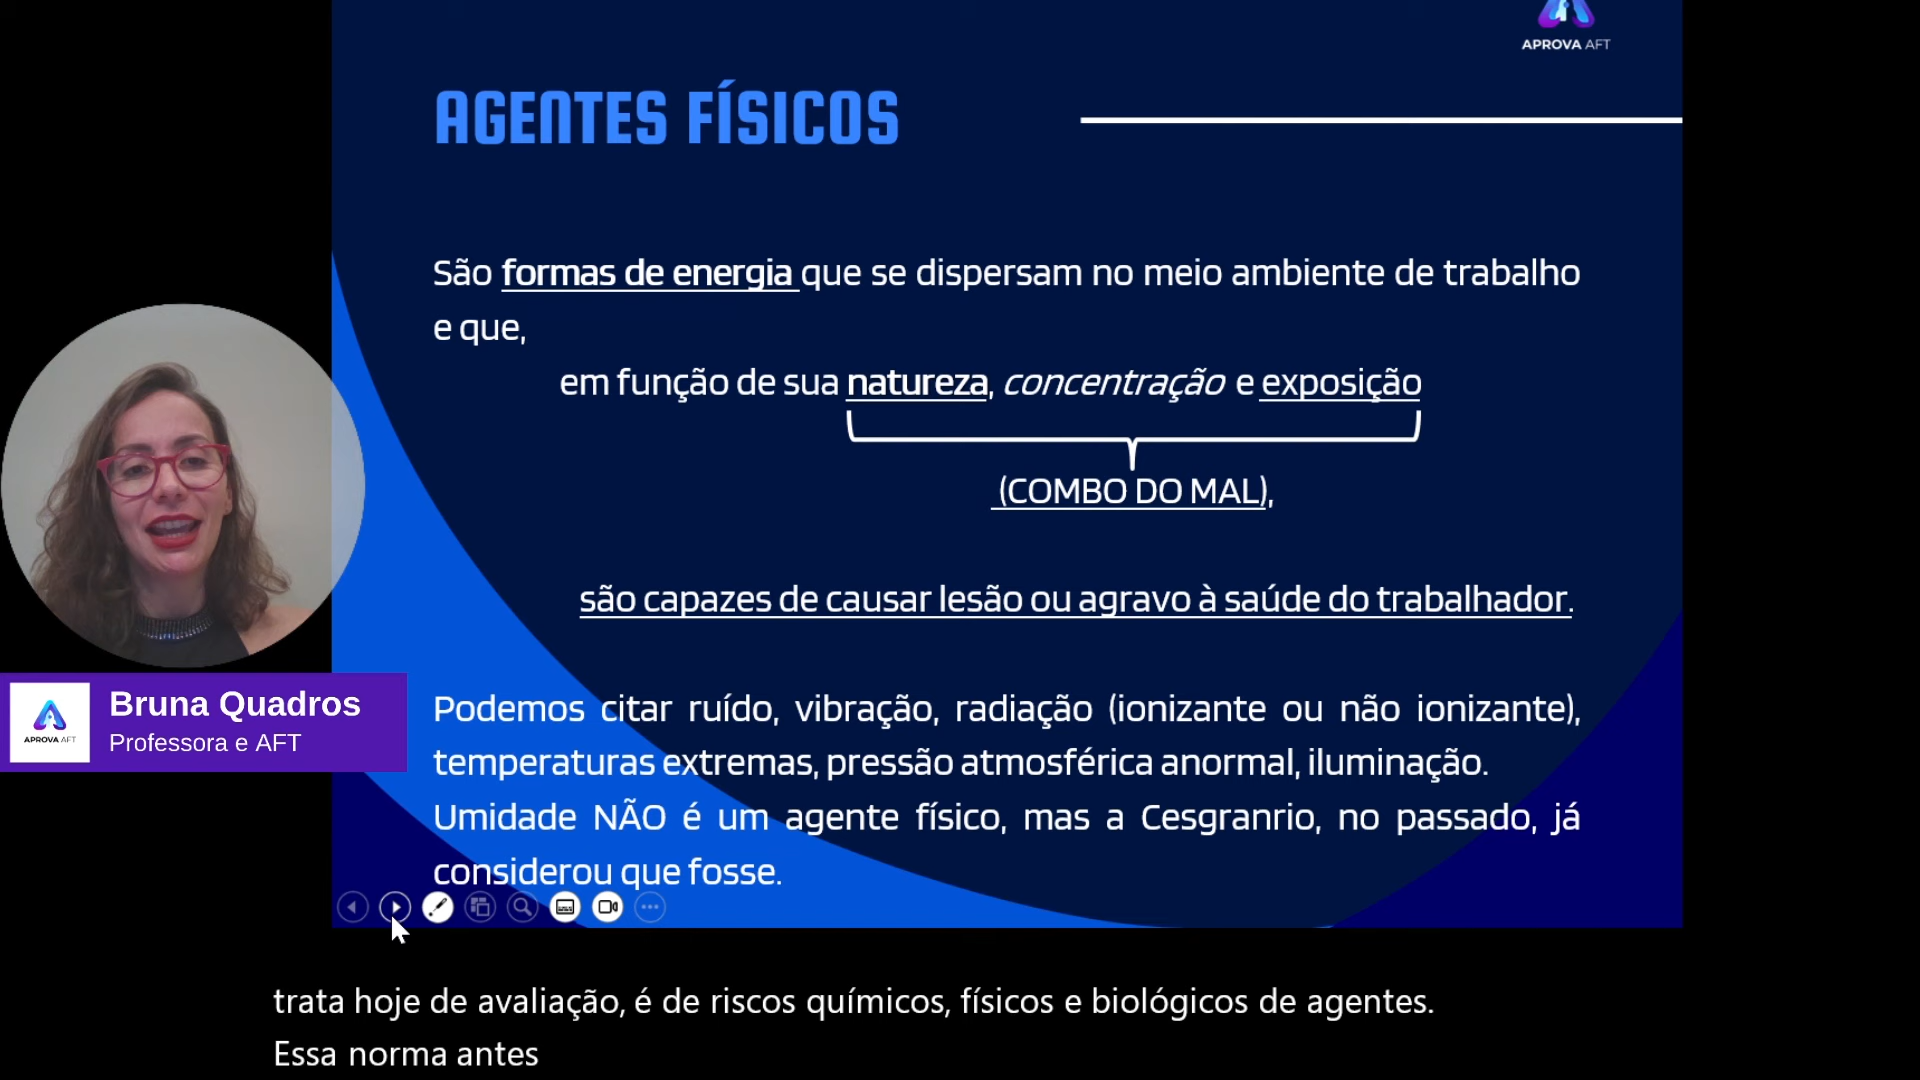 APROVA AFT
AGENTES FÍSICOS
São formas de energia que se dispersam no meio ambiente de trabalho
e que,
em função de sua natureza, concentração e exposição
(COMBO DO MAL),
são capazes de causar lesão ou agravo à saúde do trabalhador.
Bruna Quadros
APROVA AFT
Professora e AFT
Podemos citar ruído, vibração, radiação (ionizante ou não ionizante),
temperaturas extremas, pressão atmosférica anormal, iluminação.
Umidade NÃO é um agente físico, mas a Cesgranrio, no passado, já
considerou que fosse.
trata hoje de avaliação, é de riscos químicos, físicos e biológicos de agentes.
Essa norma antes